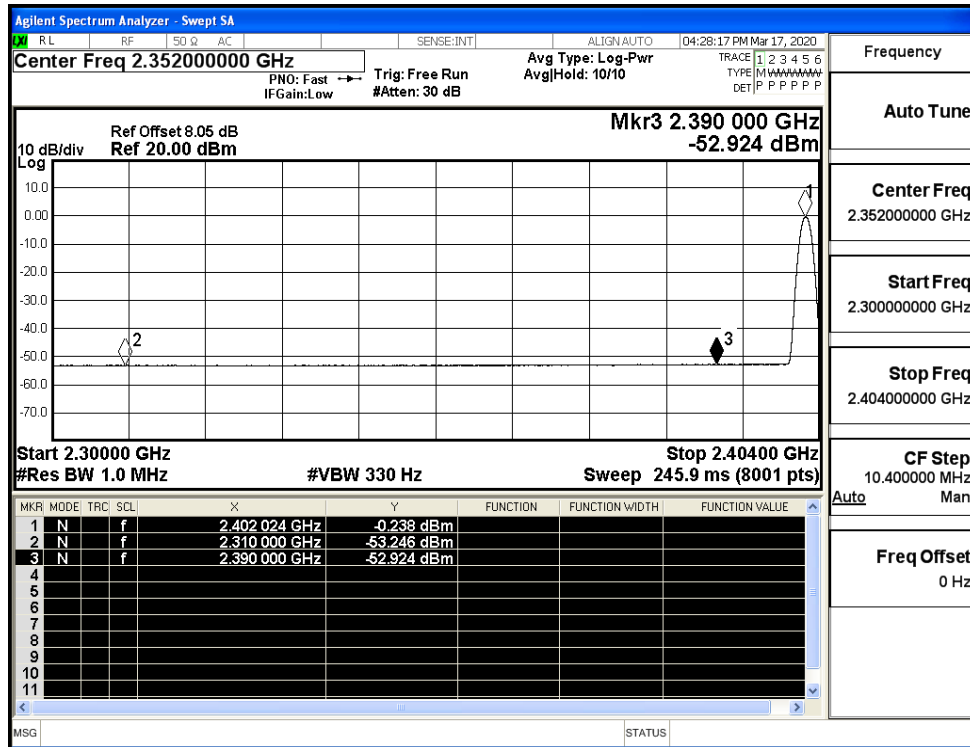 Agilent Spectrum Analyzer - Swept SA
LXI RL RF 50 Ω AC SENSE:INT ALIGN AUTO 04:28:17 PM Mar 17, 2020
Center Freq 2.352000000 GHz
PNO: Fast
IFGain:Low
Trig: Free Run
#Atten: 30 dB
Avg Type: Log-Pwr
Avg|Hold: 10/10
TRACE 1 2 3 4 5 6
TYPE M W W W W W
DET P P P P P P
10 dB/div
Log
Ref Offset 8.05 dB
Ref 20.00 dBm
Mkr3 2.390 000 GHz
-52.924 dBm
10.0
0.00
-10.0
-20.0
-30.0
-40.0
-50.0
-60.0
-70.0
1
2
3
Start 2.30000 GHz
Stop 2.40400 GHz
#Res BW 1.0 MHz #VBW 330 Hz Sweep 245.9 ms (8001 pts)
MKR MODE TRC SCL X Y FUNCTION FUNCTION WIDTH FUNCTION VALUE
1 N f 2.402 024 GHz -0.238 dBm
2 N f 2.310 000 GHz -53.246 dBm
3 N f 2.390 000 GHz -52.924 dBm
4
5
6
7
8
9
10
11
MSG STATUS
Frequency
Auto Tune
Center Freq
2.352000000 GHz
Start Freq
2.300000000 GHz
Stop Freq
2.404000000 GHz
CF Step
10.400000 MHz
Auto Man
Freq Offset
0 Hz